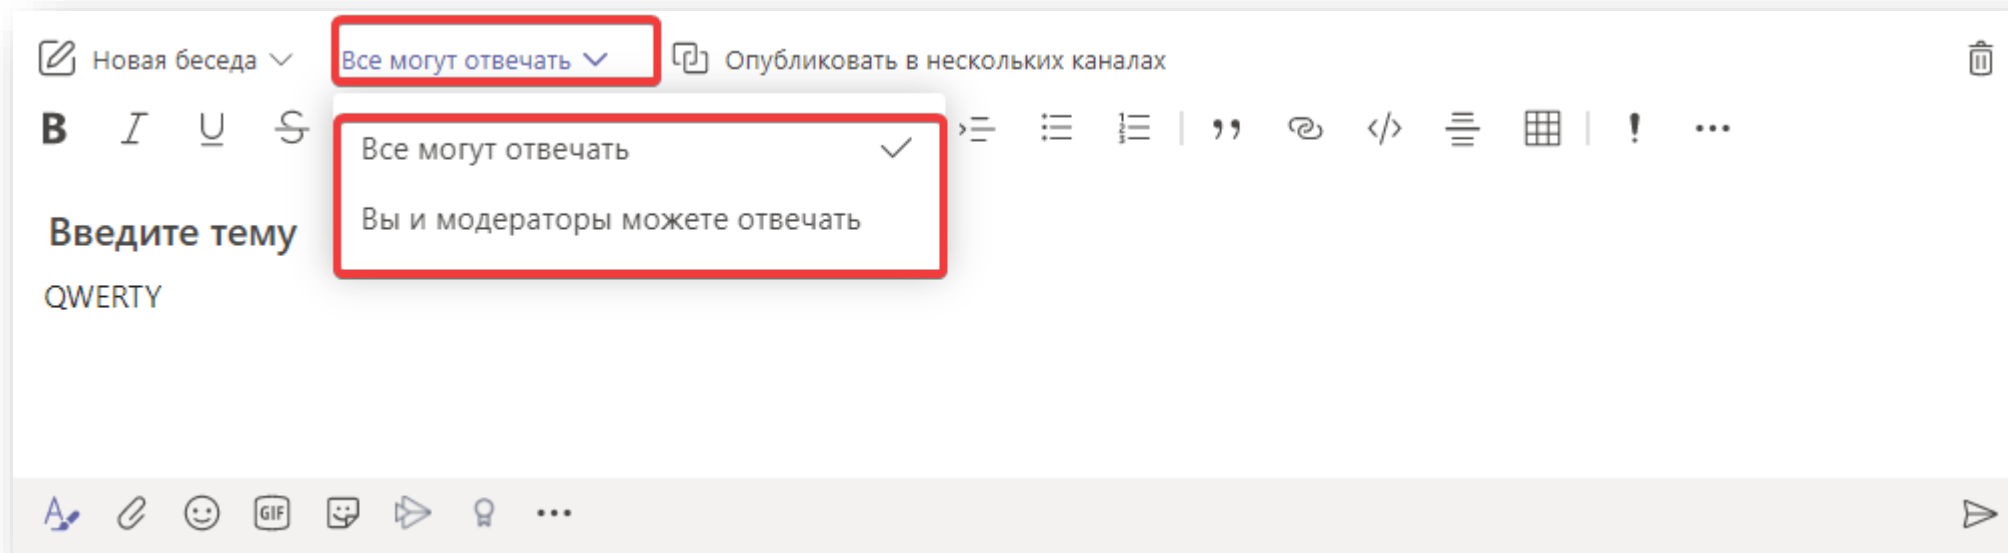 Новая беседа
Все могут отвечать
Опубликовать в нескольких каналах
B I U S
Все могут отвечать
Вы и модераторы можете отвечать
Введите тему
QWERTY
GIF